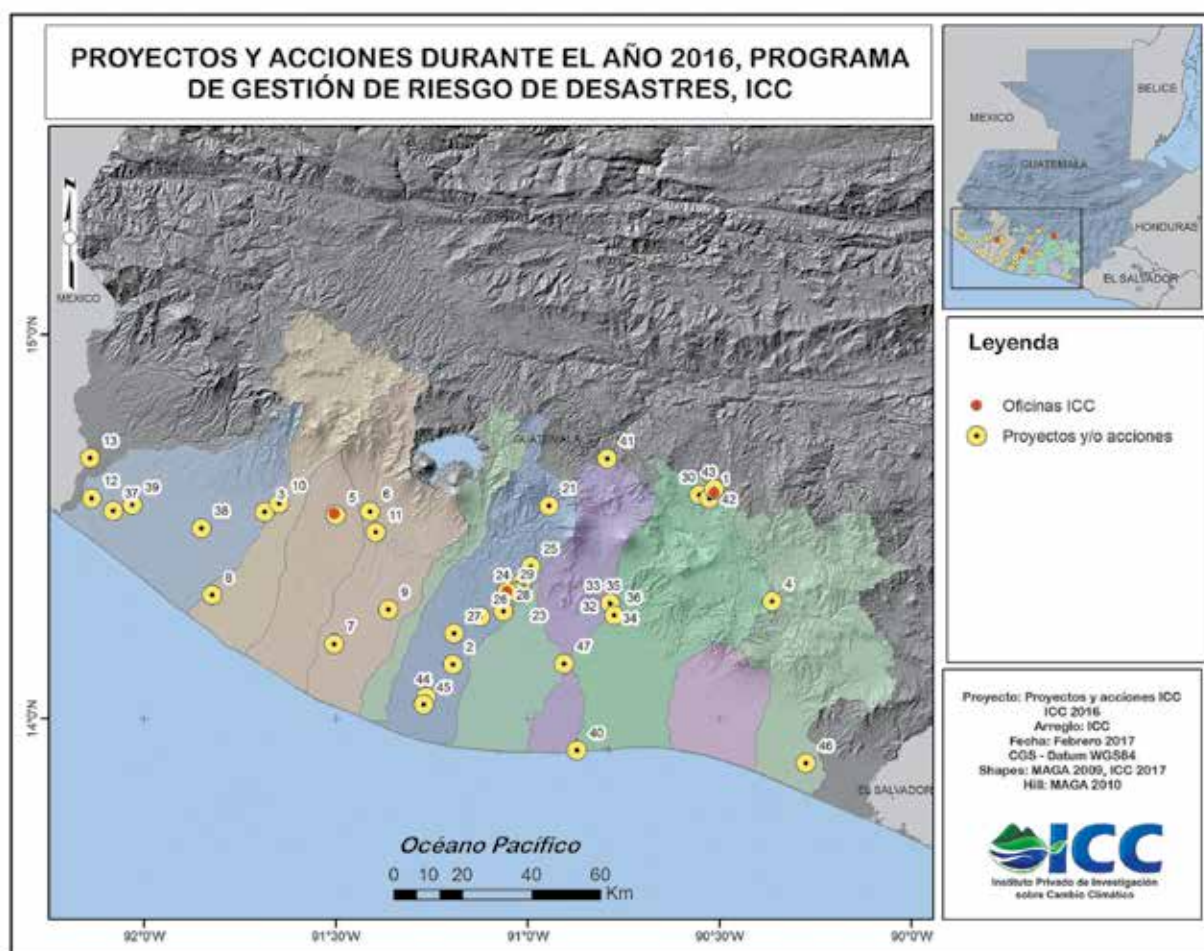 PROYECTOS Y ACCIONES DURANTE EL AÑO 2016, PROGRAMA
DE GESTIÓN DE RIESGO DE DESASTRES, ICC
MEXICO
BELICE
GUATEMALA
HONDURAS
EL SALVADOR
Leyenda
Oficinas ICC
Proyectos y/o acciones
MEXICO
GUATEMALA
EL SALVADOR
15°0'N
14°0'N
13
12
37
39
38
3
10
5
6
11
8
9
7
41
21
30
43
1
42
25
24
29
26
28
27
23
2
33
35
32
36
34
4
47
44
45
40
46
Océano Pacífico
0 10 20 40 60
Km
92°0'W
91°30'W
91°0'W
90°30'W
90°0'W
Proyecto: Proyectos y acciones ICC
ICC 2016
Arreglo: ICC
Fecha: Febrero 2017
CGS - Datum WGS84
Shapes: MAGA 2009, ICC 2017
Hill: MAGA 2010
ICC
Instituto Privado de Investigación
sobre Cambio Climático